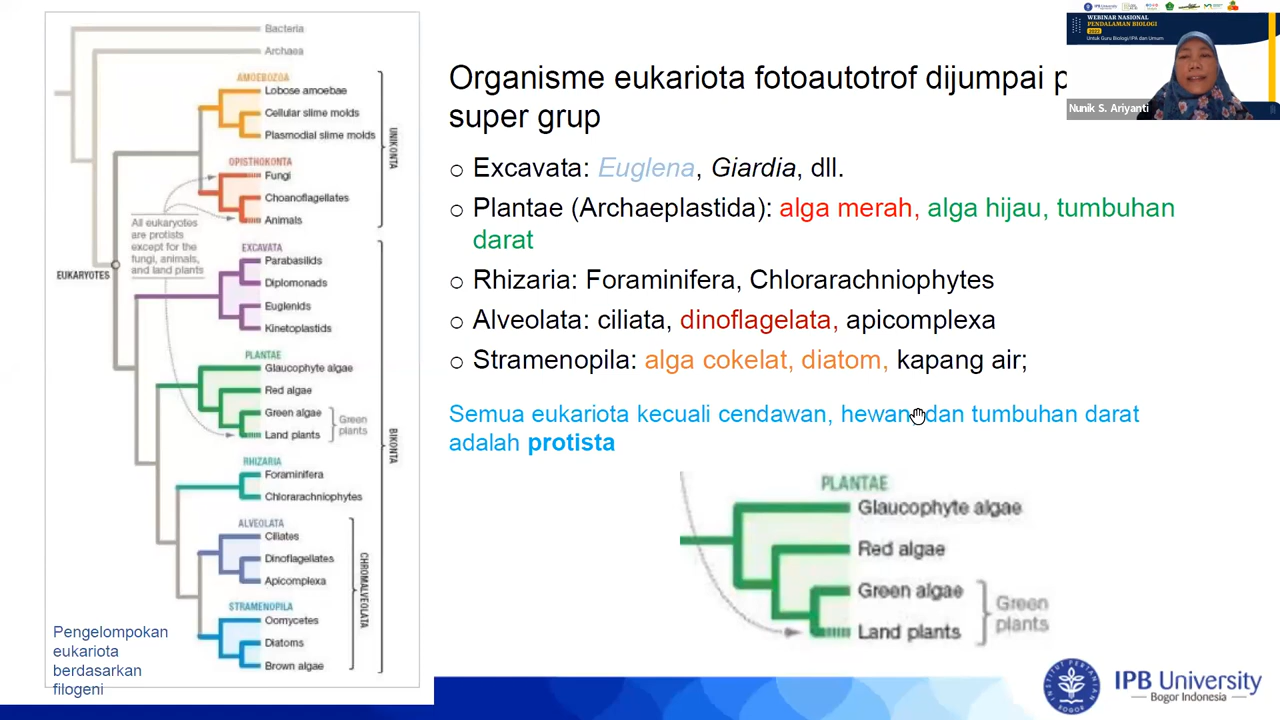 Bacteria
Archaea
AMOEBOZOA
Lobose amoebae
Cellular slime molds
Plasmodial slime molds
UNIKONTA
OPISTHOKONTA
Fungi
Choanoflagellates
Animals
All eukaryotes
are protists
except for the
fungi, animals,
and land plants
EUKARYOTES
EXCAVATA
Parabasilids
Diplomonads
Euglenids
Kinetoplastids
PLANTAE
Glaucophyte algae
Red algae
Green algae
Land plants
Green
plants
BIKONTA
RHIZARIA
Foraminifera
Chlorarachniophytes
ALVEOLATA
Ciliates
Dinoflagellates
Apicomplexa
CHROMALVEOLATA
STRAMENOPILA
Oomycetes
Diatoms
Brown algae
Pengelompokan
eukariota
berdasarkan
filogeni
Organisme eukariota fotoautotrof dijumpai p
super grup
o Excavata: Euglena, Giardia, dll.
o Plantae (Archaeplastida): alga merah, alga hijau, tumbuhan
darat
o Rhizaria: Foraminifera, Chlorarachniophytes
o Alveolata: ciliata, dinoflagelata, apicomplexa
o Stramenopila: alga cokelat, diatom, kapang air;
Semua eukariota kecuali cendawan, hewan dan tumbuhan darat
adalah protista
PLANTAE
Glaucophyte algae
Red algae
Green algae
Land plants
Green
plants
WEBINAR NASIONAL
PENDALAMAN BIOLOGI
2022
Untuk Guru Biologi/IPA dan Umum
Nunik S. Ariyanti
IPB University
Bogor Indonesia